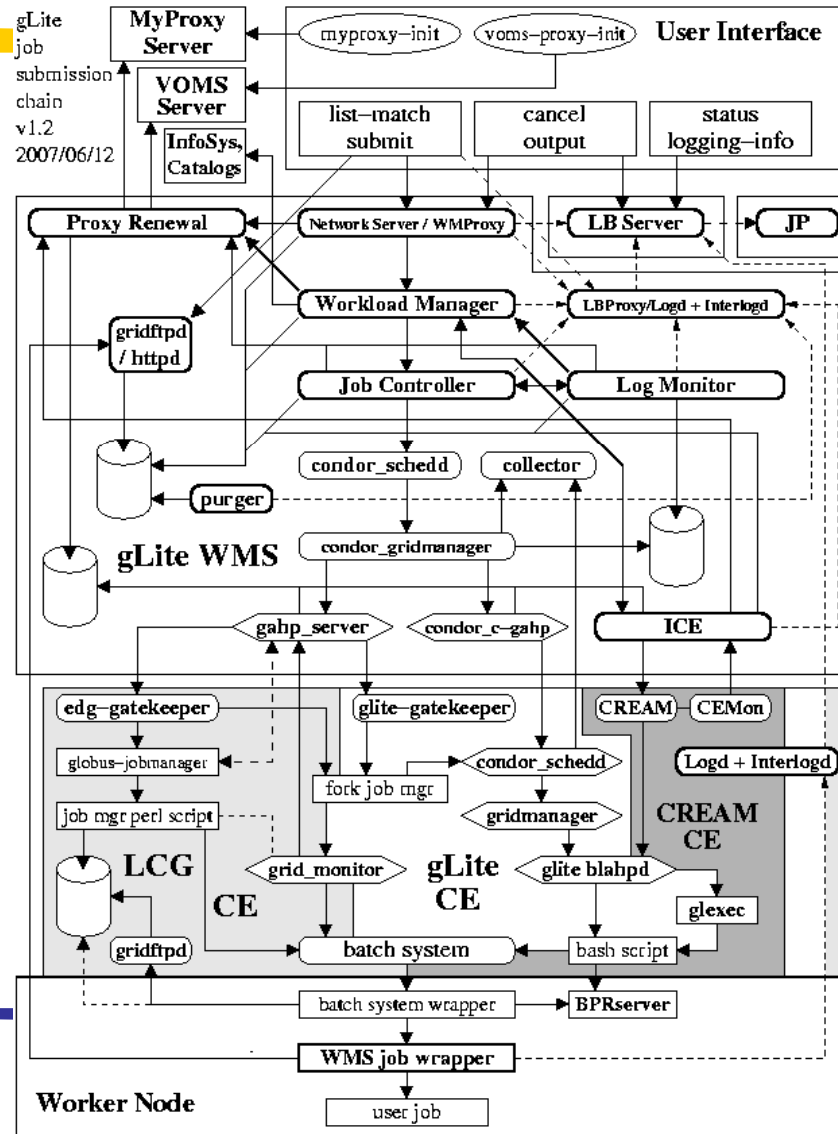 gLite
job
submission
chain
v1.2
2007/06/12
MyProxy
Server
myproxy-init
voms-proxy-init
User Interface
VOMS
Server
InfoSys,
Catalogs
list-match
submit
cancel
output
status
logging-info
Proxy Renewal
Network Server / WMProxy
LB Server
JP
Workload Manager
LBProxy/Logd + Interlogd
gridftpd
/ httpd
Job Controller
Log Monitor
condor_schedd
collector
purger
condor_gridmanager
gLite WMS
gahp_server
condor_c-gahp
ICE
edg-gatekeeper
glite-gatekeeper
CREAM
CEMon
globus-jobmanager
condor_schedd
Logd + Interlogd
fork job mgr
job mgr perl script
gridmanager
CREAM
CE
LCG
CE
grid_monitor
gLite
CE
glite blahpd
glexec
gridftpd
batch system
bash script
batch system wrapper
BPRserver
WMS job wrapper
Worker Node
user job